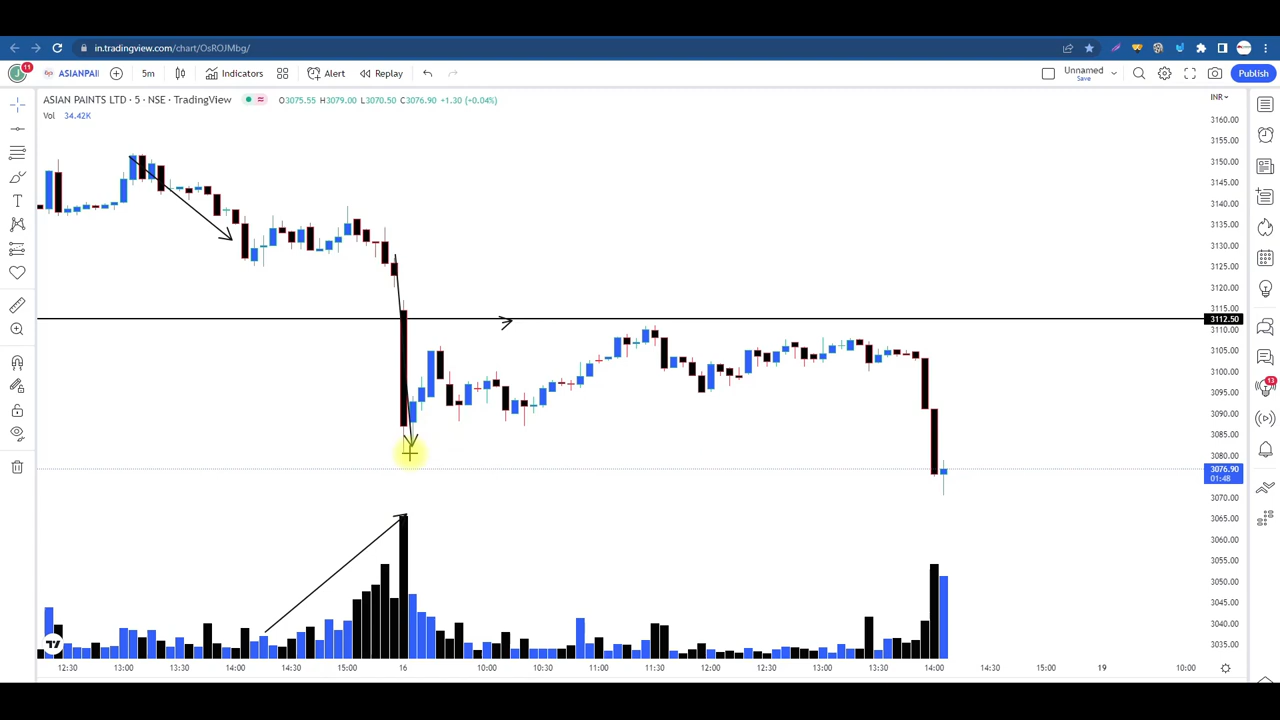 in.tradingview.com/chart/OsROJMbg/
11
ASIANPAII
5m
Indicators
Alert
Replay
Unnamed
Save
Publish
ASIAN PAINTS LTD · 5 · NSE · TradingView
O3075.55 H3079.00 L3070.50 C3076.90 +1.30 (+0.04%)
Vol 34.42K
INR
3160.00
3155.00
3150.00
3145.00
3140.00
3135.00
3130.00
3125.00
3120.00
3115.00
3112.50
3110.00
3105.00
3100.00
3095.00
3090.00
3085.00
3080.00
3076.90
01:48
3070.00
3065.00
3060.00
3055.00
3050.00
3045.00
3040.00
3035.00
13
12:30 13:00 13:30 14:00 14:30 15:00 16 10:00 10:30 11:00 11:30 12:00 12:30 13:00 13:30 14:00 14:30 15:00 19 10:00